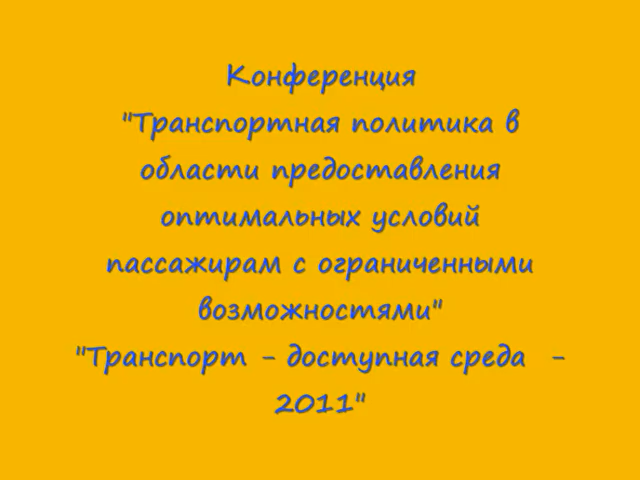 Конференция
"Транспортная политика в
области предоставления
оптимальных условий
пассажирам с ограниченными
возможностями"
"Транспорт - доступная среда -
2011"